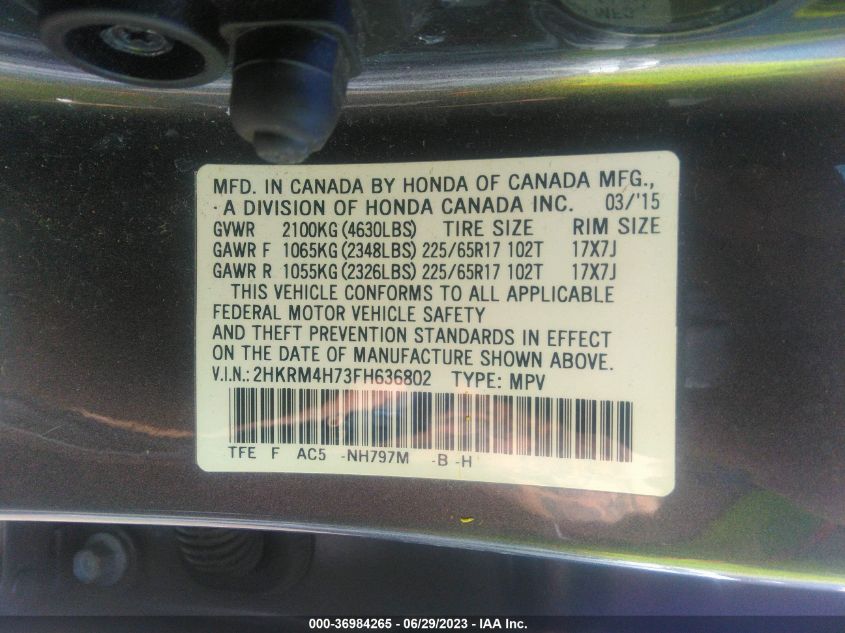 MFD. IN CANADA BY HONDA OF CANADA MFG.,
A DIVISION OF HONDA CANADA INC. 03/'15
GVWR 2100KG (4630LBS) TIRE SIZE RIM SIZE
GAWR F 1065KG (2348LBS) 225/65R17 102T 17X7J
GAWR R 1055KG (2326LBS) 225/65R17 102T 17X7J
THIS VEHICLE CONFORMS TO ALL APPLICABLE
FEDERAL MOTOR VEHICLE SAFETY
AND THEFT PREVENTION STANDARDS IN EFFECT
ON THE DATE OF MANUFACTURE SHOWN ABOVE.
V.I.N.: 2HKRM4H73FH636802 TYPE: MPV
TFE F AC5 -NH797M -B -H
000-36984265 - 06/29/2023 - IAA Inc.